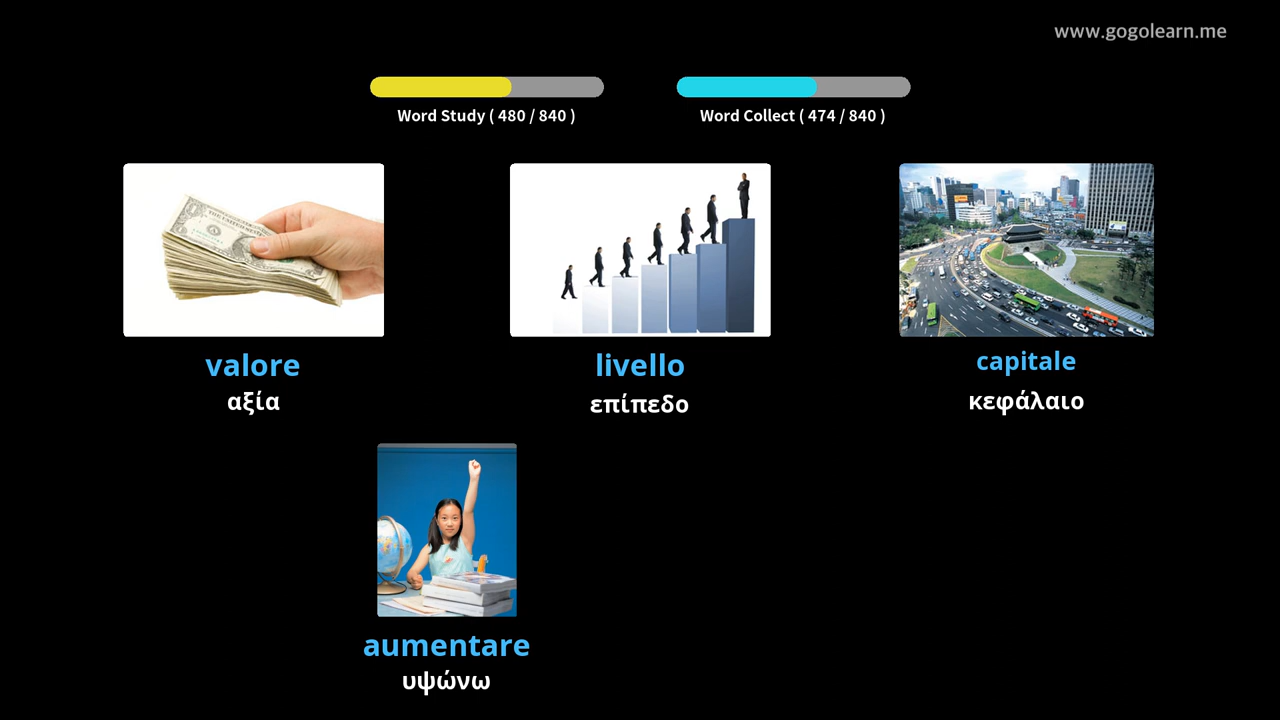 www.gogolearn.me
Word Study ( 480 / 840 )
Word Collect ( 474 / 840 )
valore
αξία
livello
επίπεδο
capitale
κεφάλαιο
aumentare
υψώνω